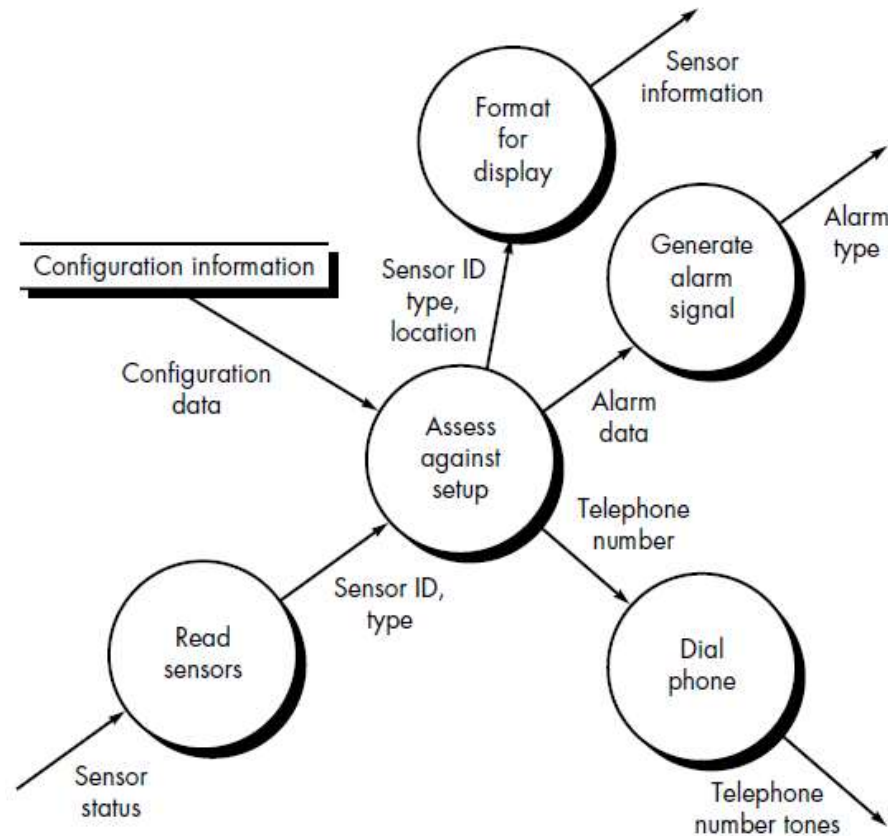 Format
for
display
Sensor
information
Generate
alarm
signal
Alarm
type
Configuration information
Sensor ID
type,
location
Configuration
data
Assess
against
setup
Alarm
data
Telephone
number
Sensor ID,
type
Read
sensors
Dial
phone
Sensor
status
Telephone
number tones